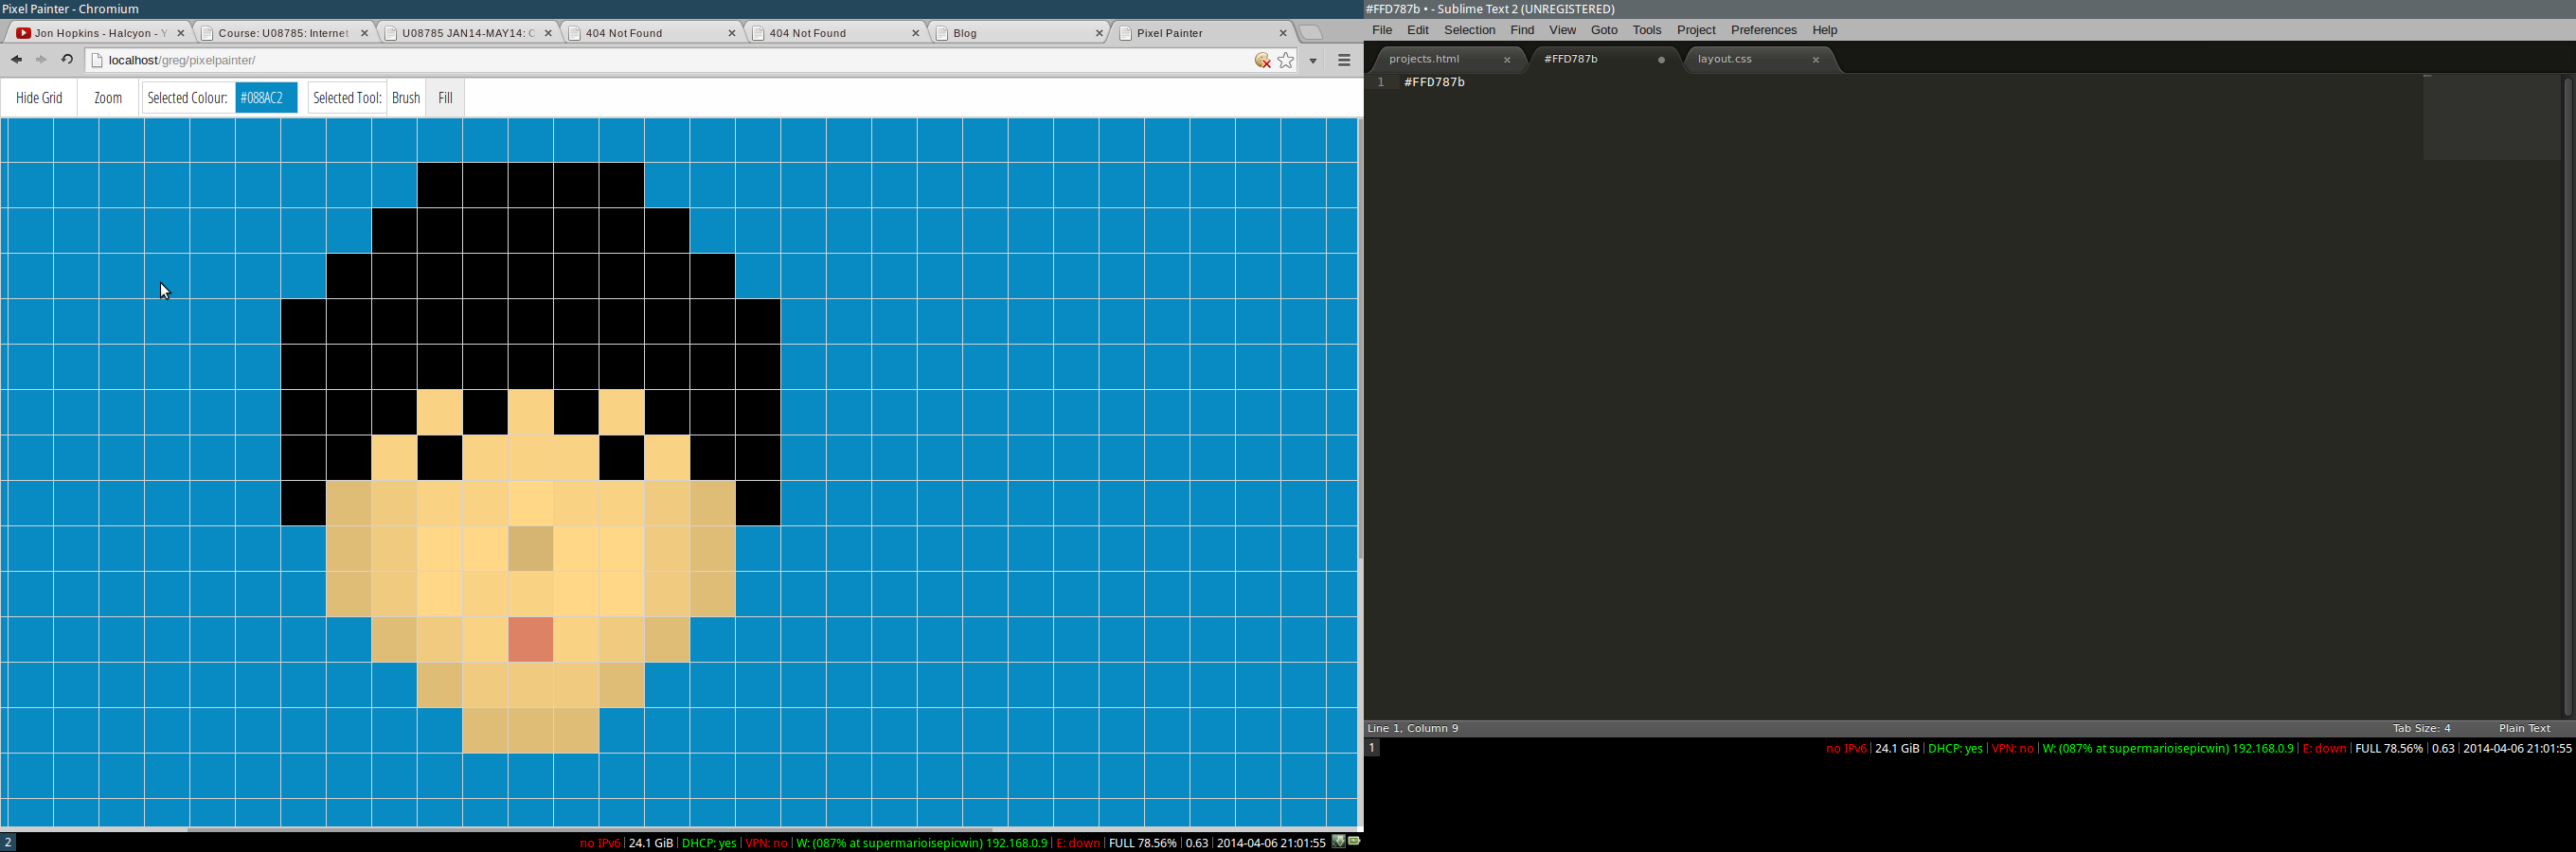 Pixel Painter - Chromium
Jon Hopkins - Halcyon - Y
Course: U08785: Internet
U08785 JAN14-MAY14: C
404 Not Found
404 Not Found
Blog
Pixel Painter
localhost/greg/pixelpainter/
Hide Grid
Zoom
Selected Colour: #088AC2
Selected Tool: Brush
Fill
2
no IPv6 | 24.1 GiB | DHCP: yes | VPN: no | W: (087% at supermarioisepicwin) 192.168.0.9 | E: down | FULL 78.56% | 0.63 | 2014-04-06 21:01:55
#FFD787b • - Sublime Text 2 (UNREGISTERED)
File Edit Selection Find View Goto Tools Project Preferences Help
projects.html
#FFD787b
layout.css
1 #FFD787b
Line 1, Column 9
Tab Size: 4
Plain Text
1
no IPv6 | 24.1 GiB | DHCP: yes | VPN: no | W: (087% at supermarioisepicwin) 192.168.0.9 | E: down | FULL 78.56% | 0.63 | 2014-04-06 21:01:55